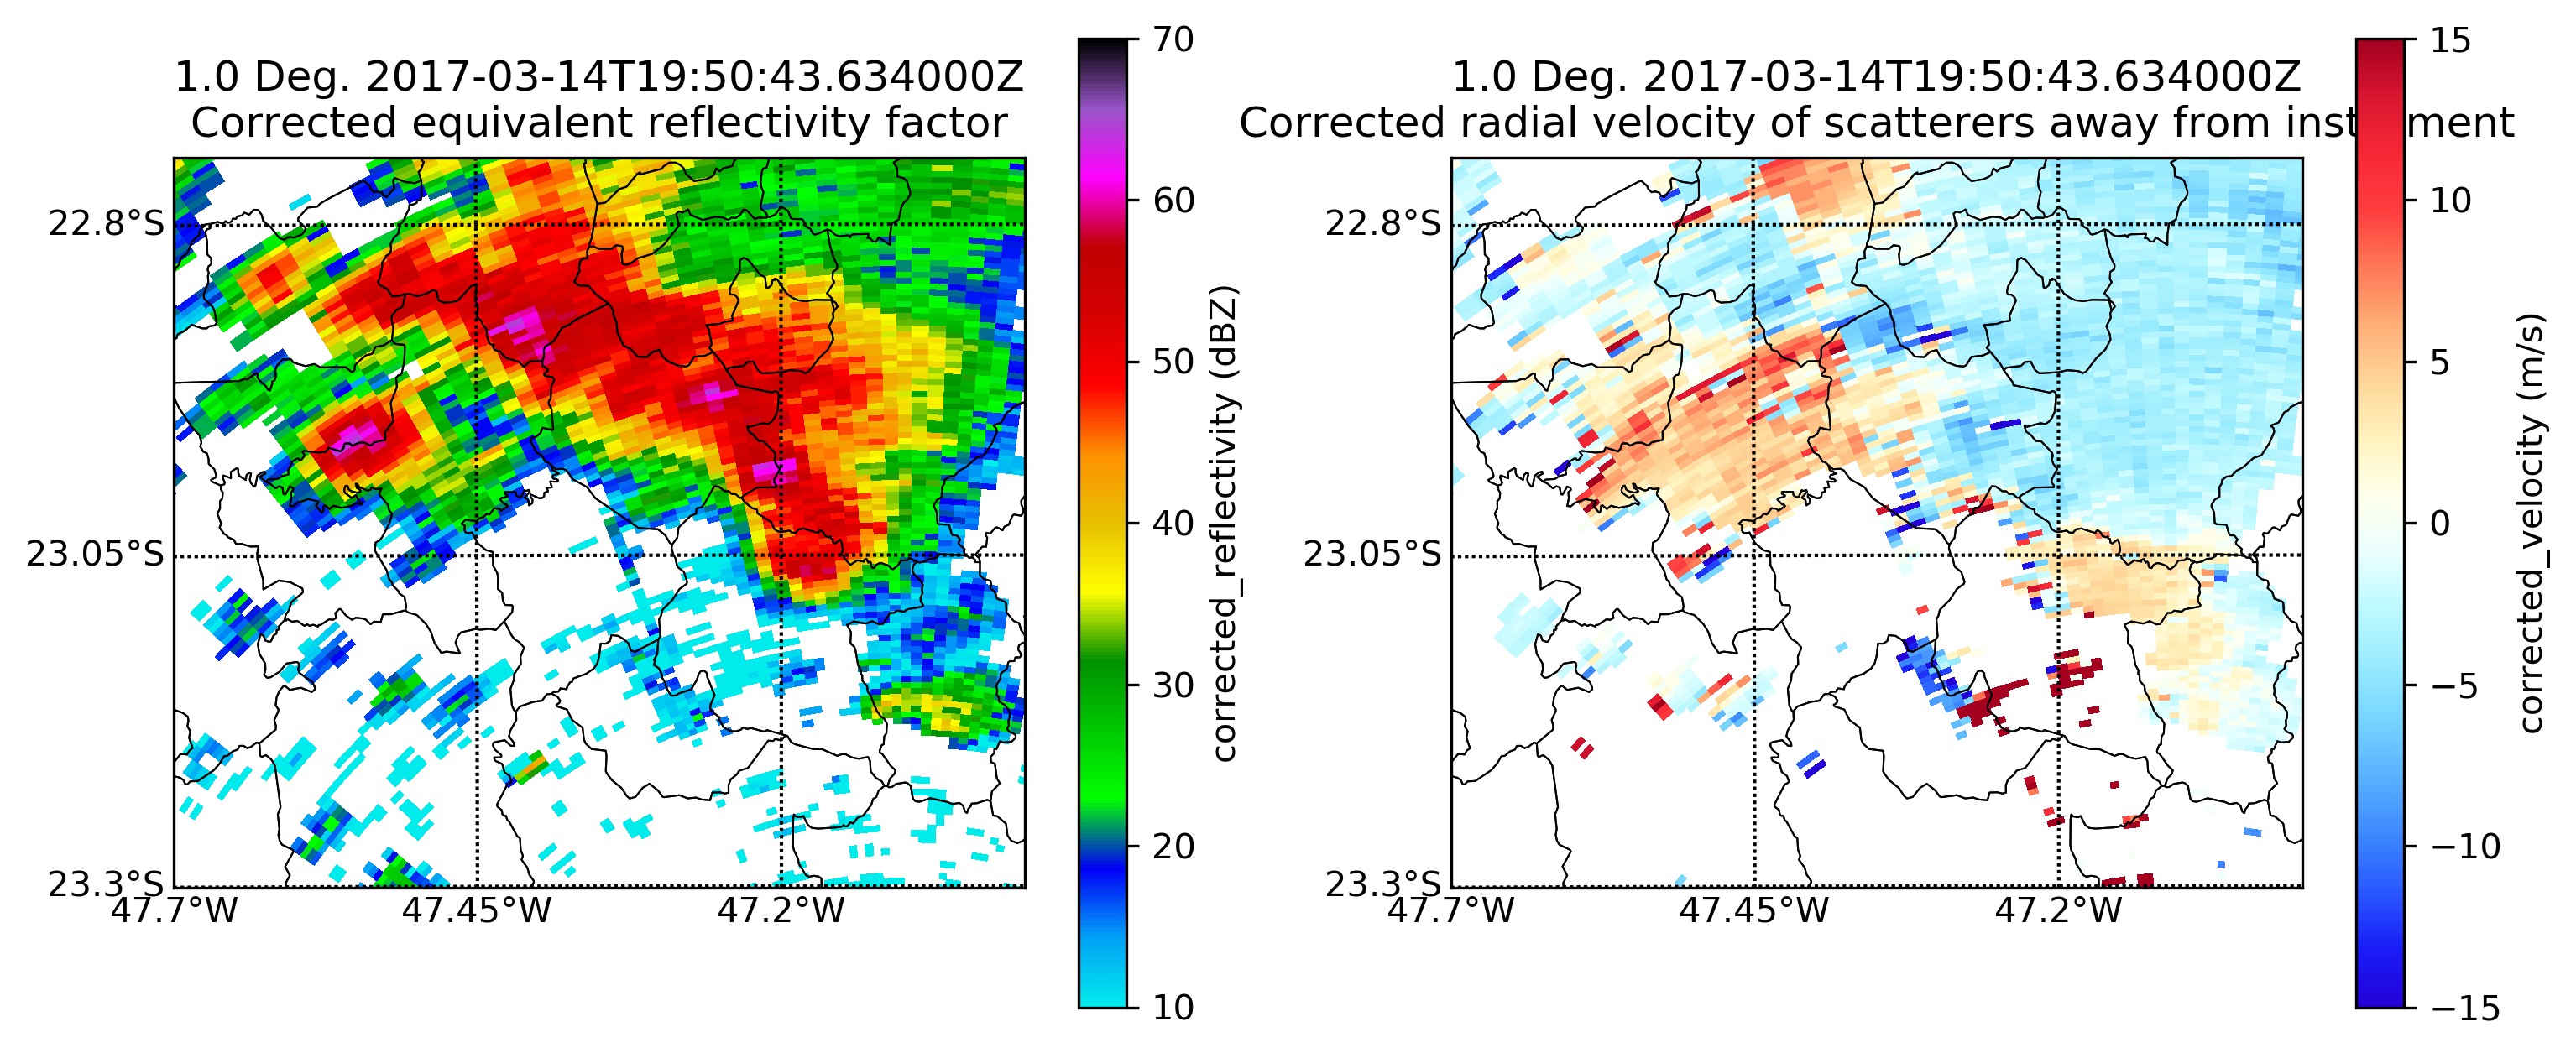 1.0 Deg. 2017-03-14T19:50:43.634000Z
Corrected equivalent reflectivity factor
22.8°S
23.05°S
23.3°S
47.7°W
47.45°W
47.2°W
70
60
50
40
30
20
10
corrected_reflectivity (dBZ)
1.0 Deg. 2017-03-14T19:50:43.634000Z
Corrected radial velocity of scatterers away from inst ment
22.8°S
23.05°S
23.3°S
47.7°W
47.45°W
47.2°W
15
10
5
0
−5
−10
−15
corrected_velocity (m/s)